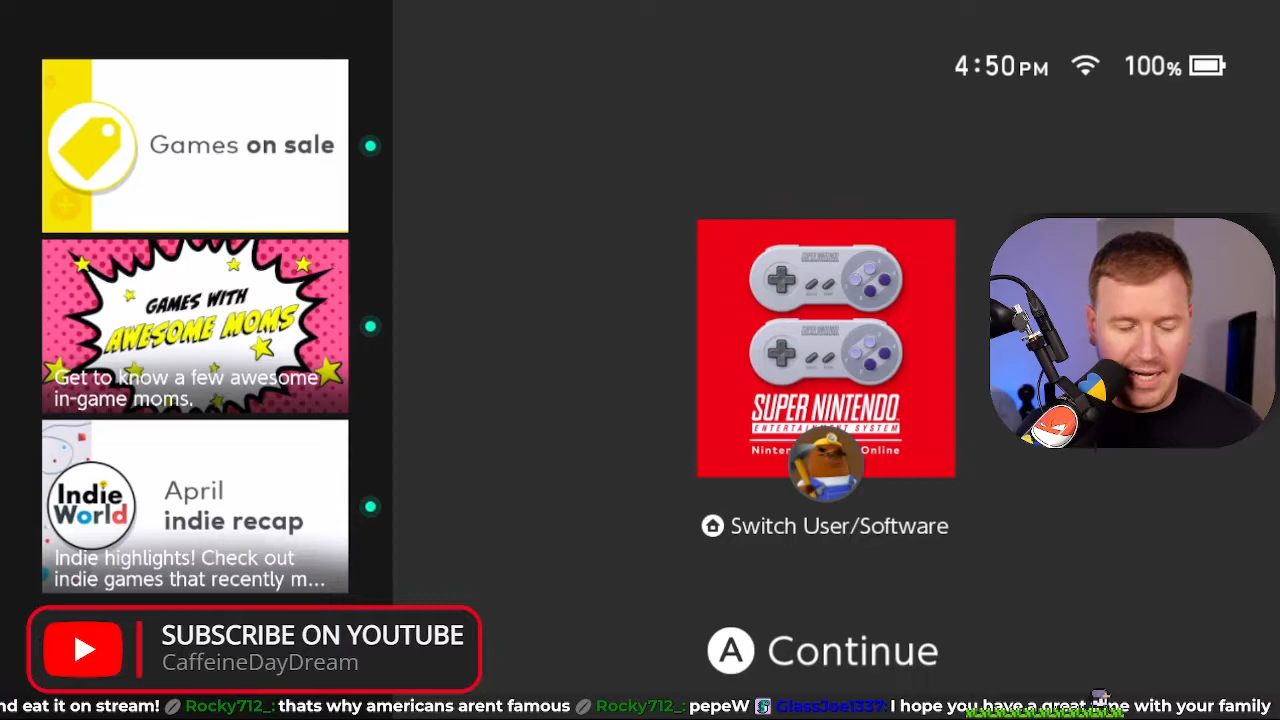 Games on sale
GAMES WITH
AWESOME MOMS
Get to know a few awesome
in-game moms.
Indie
World
April
indie recap
Indie highlights! Check out
indie games that recently m...
4:50PM
100%
SUPER NINTENDO
ENTERTAINMENT SYSTEM
Ninten Online
Switch User/Software
A Continue
SUBSCRIBE ON YOUTUBE
CaffeineDayDream
nd eat it on stream! Rocky712_: thats why americans arent famous Rocky712_: pepeW GlassJoe1337: I hope you have a great with your family